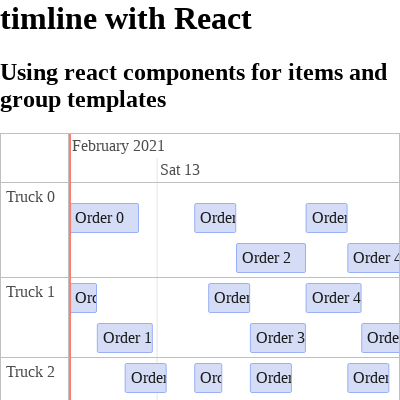 timline with React
Using react components for items and
group templates
February 2021
Sat 13
Truck 0
Order 0
Order
Order
Order 2
Order 4
Truck 1
Ord
Order
Order 4
Order 1
Order 3
Orde
Truck 2
Order
Ord
Order
Order